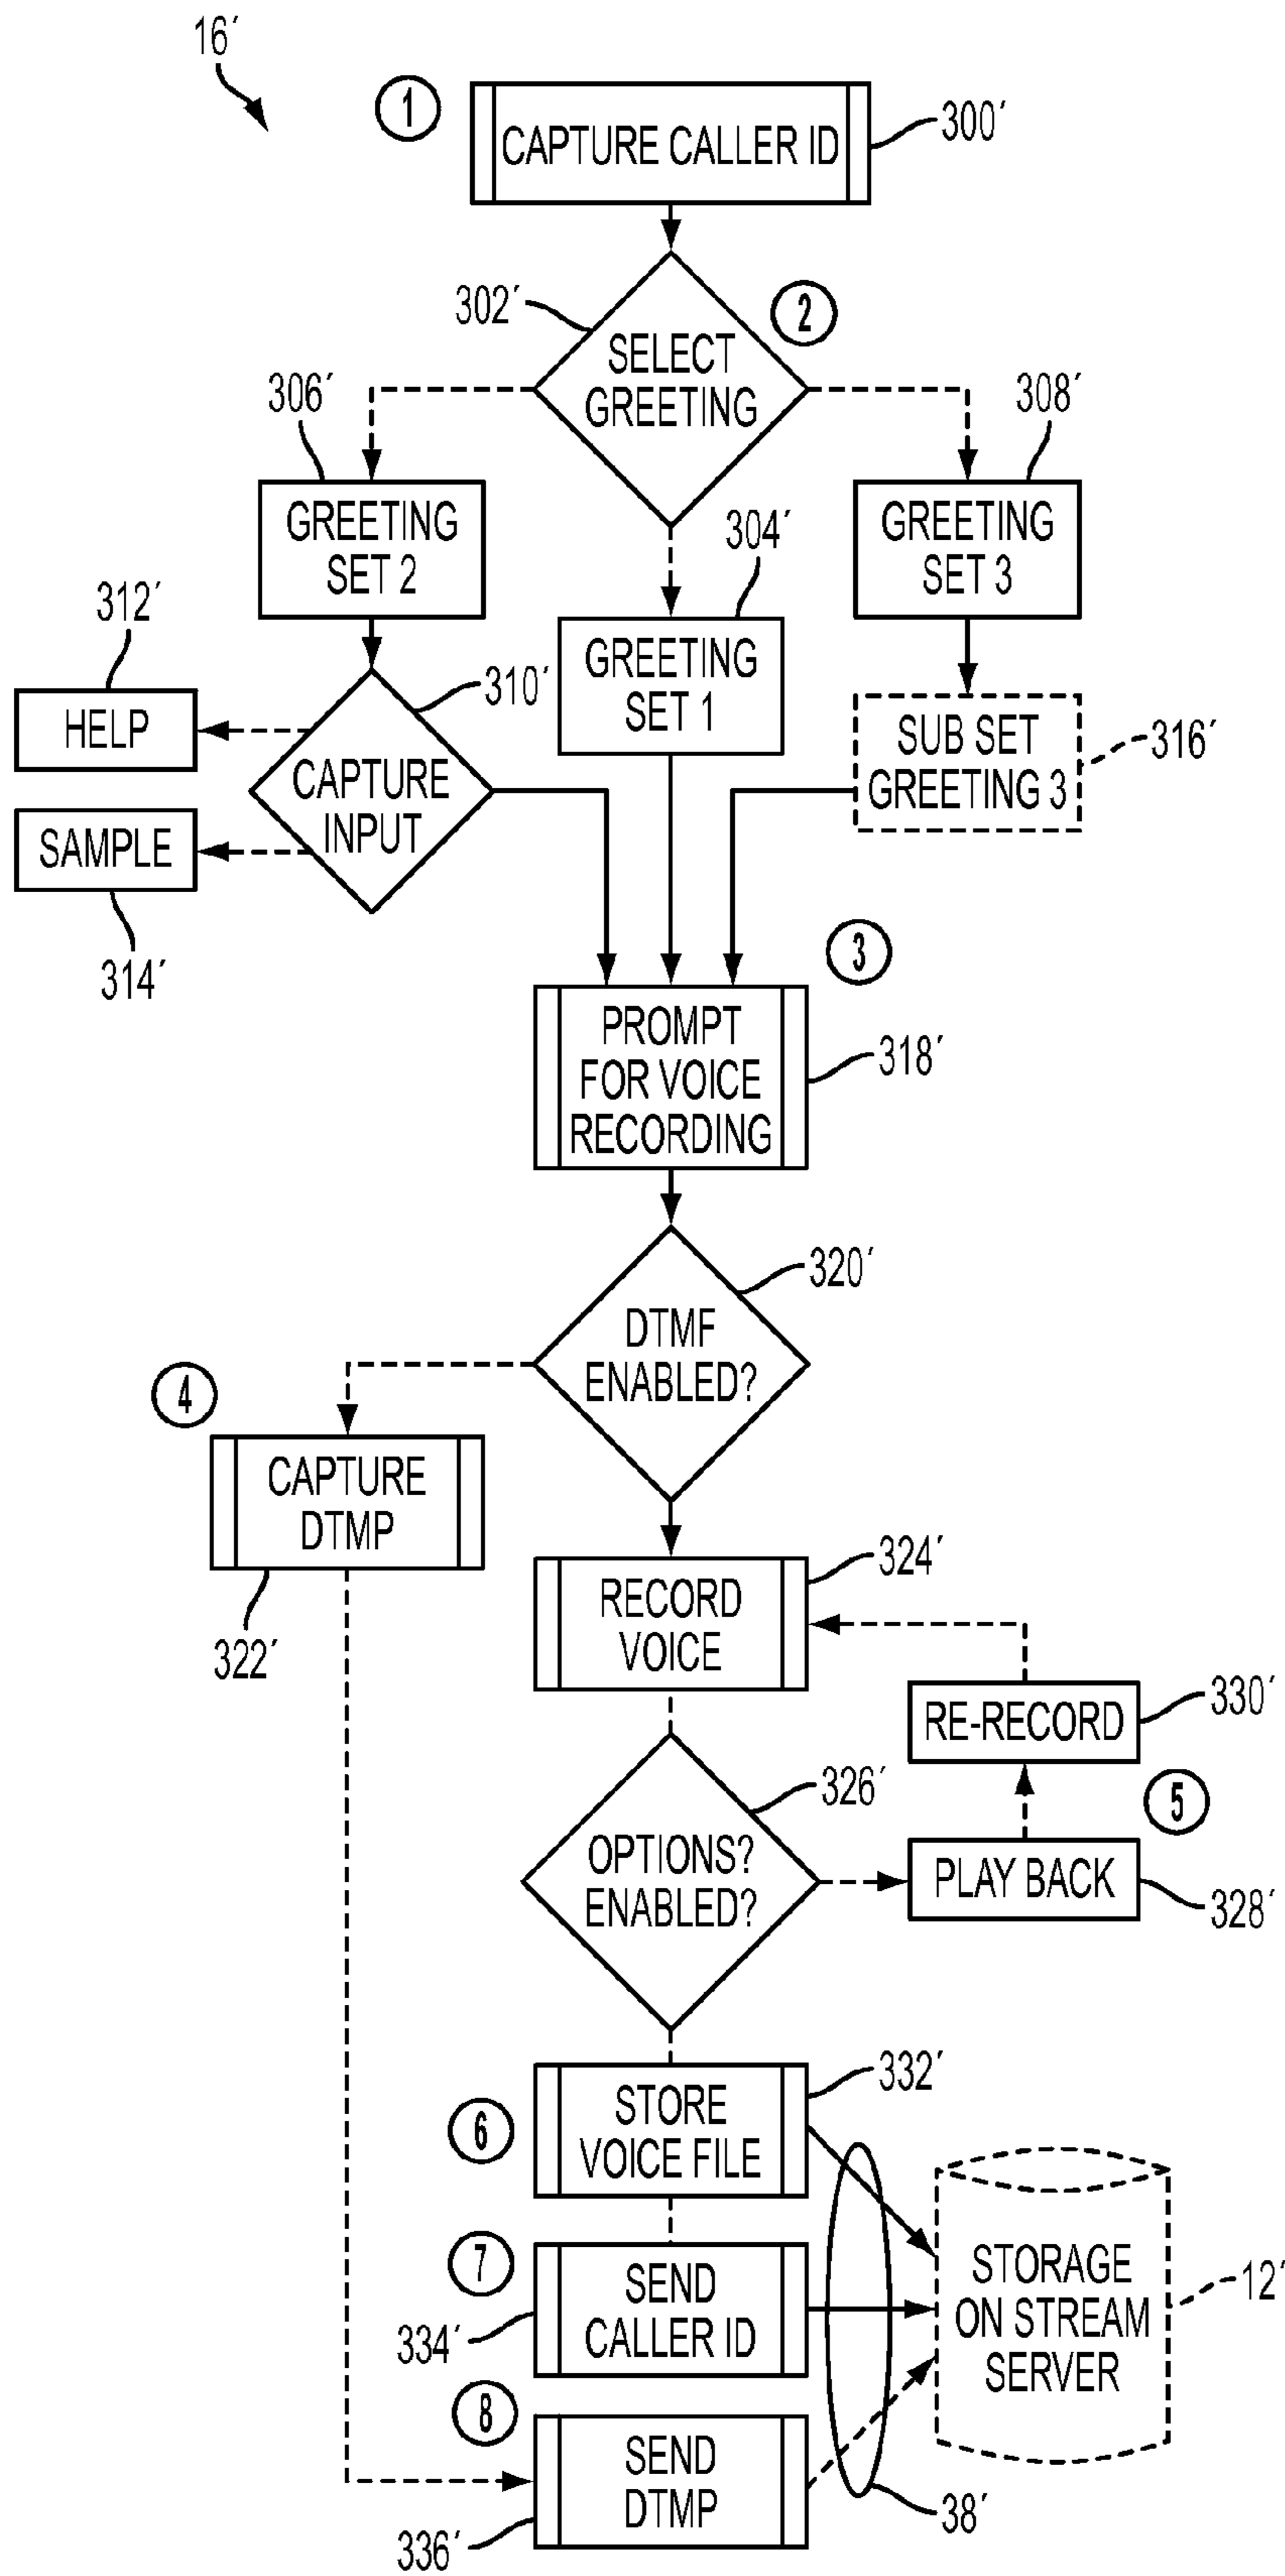 16′
1
CAPTURE CALLER ID
300′
302′
2
SELECT
GREETING
306′
308′
GREETING
SET 2
304′
GREETING
SET 3
312′
HELP
310′
GREETING
SET 1
SUB SET
GREETING 3
316′
CAPTURE
INPUT
SAMPLE
314′
3
PROMPT
FOR VOICE
RECORDING
318′
320′
DTMF
ENABLED?
4
CAPTURE
DTMP
322′
324′
RECORD
VOICE
330′
RE-RECORD
326′
5
OPTIONS?
ENABLED?
PLAY BACK
328′
332′
6
STORE
VOICE FILE
7
SEND
CALLER ID
334′
STORAGE
ON STREAM
SERVER
12′
8
SEND
DTMP
336′
38′